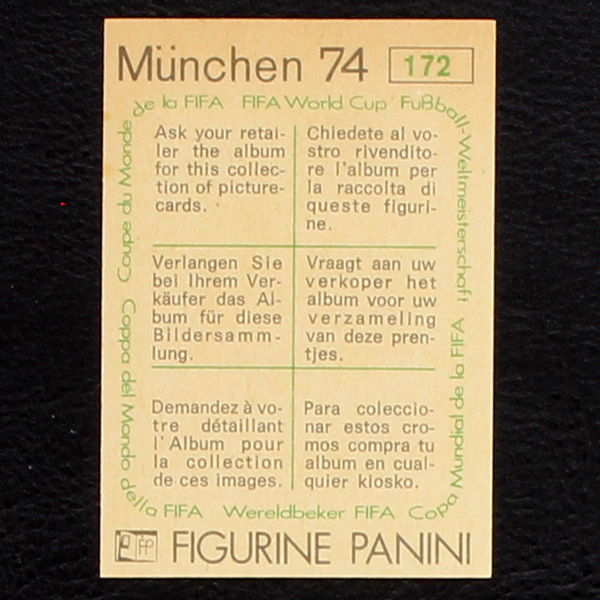 München 74 172
de la FIFA FIFA World Cup Fußball-Weltmeisterschaft
Ask your retai-
ler the album
for this collec-
tion of picture-
cards.
Chiedete al vo-
stro rivendito-
re l'album per
la raccolta di
queste figuri-
ne.
Verlangen Sie
bei Ihrem Ver-
käufer das Al-
bum für diese
Bildersamm-
lung.
Vraagt aan uw
verkoper het
album voor uw
verzameling
van deze pren-
tjes.
Demandez à vo-
tre détaillant
l'Album pour
la collection
de ces images.
Para coleccio-
nar estos cro-
mos compra tu
album en cual-
quier kiosko.
Coupe du Monde
Coppa del Mondo
della FIFA Wereldbeker FIFA Copa Mundial de la FIFA
FP FIGURINE PANINI